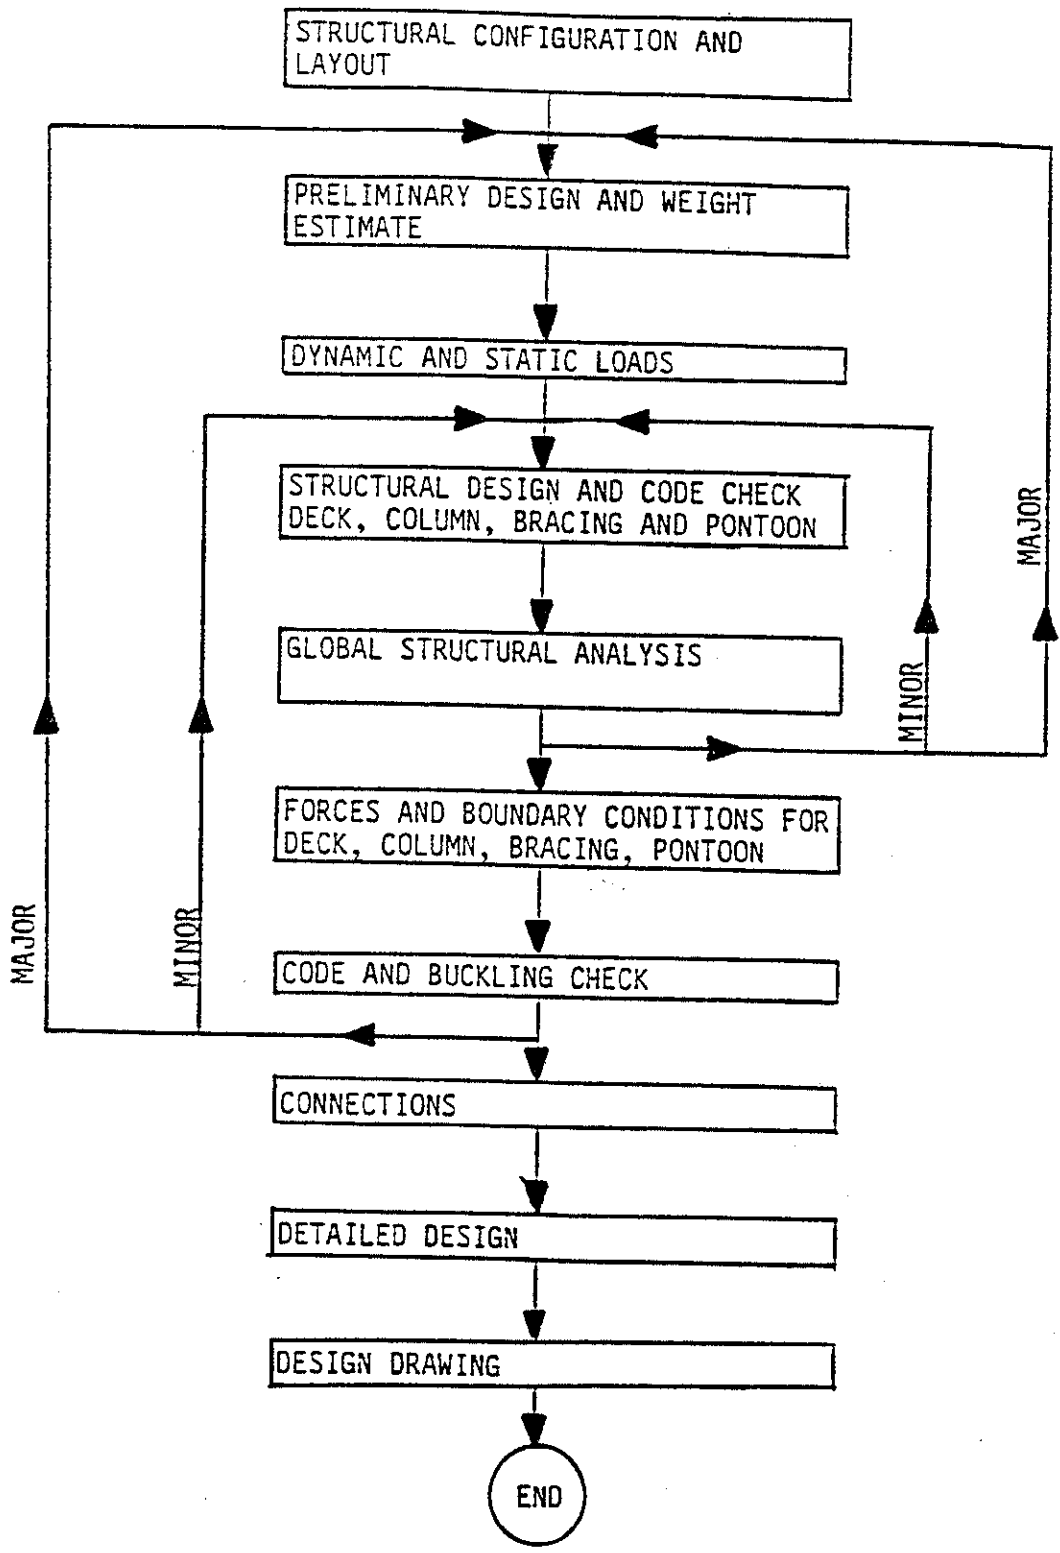 STRUCTURAL CONFIGURATION AND
LAYOUT
PRELIMINARY DESIGN AND WEIGHT
ESTIMATE
DYNAMIC AND STATIC LOADS
STRUCTURAL DESIGN AND CODE CHECK
DECK, COLUMN, BRACING AND PONTOON
MAJOR
GLOBAL STRUCTURAL ANALYSIS
MINOR
FORCES AND BOUNDARY CONDITIONS FOR
DECK, COLUMN, BRACING, PONTOON
MAJOR
MINOR
CODE AND BUCKLING CHECK
CONNECTIONS
DETAILED DESIGN
DESIGN DRAWING
END